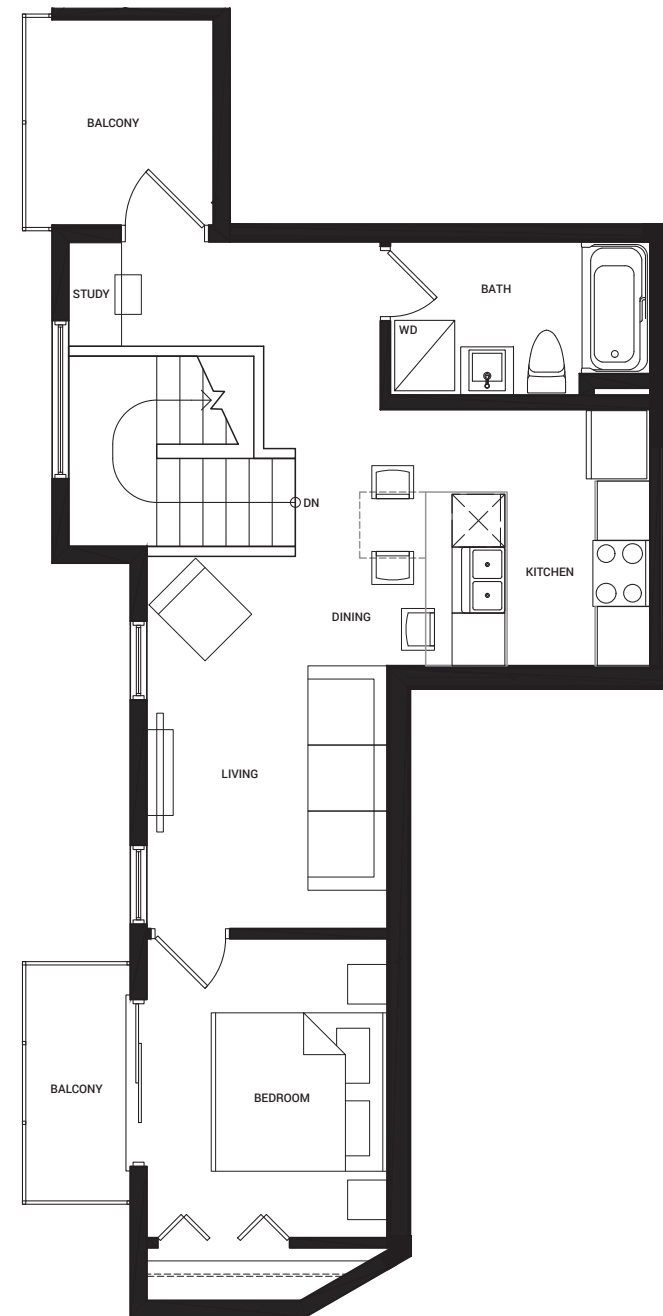 BALCONY
STUDY
BATH
WD
DN
KITCHEN
DINING
LIVING
BALCONY
BEDROOM